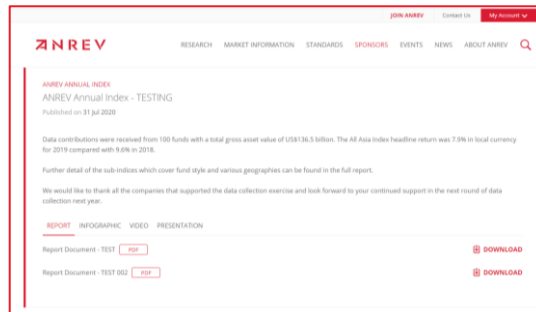 JOIN ANREV Contact Us My Account
ANREV RESEARCH MARKET INFORMATION STANDARDS SPONSORS EVENTS NEWS ABOUT ANREV
ANREV ANNUAL INDEX
ANREV Annual Index - TESTING
Published on 31 Jul 2020
Data contributions were received from 100 funds with a total gross asset value of US$136.5 billion. The All Asia Index headline return was 7.9% in local currency
for 2019 compared with 9.6% in 2018.
Further detail of the sub-indices which cover fund style and various geographies can be found in the full report.
We would like to thank all the companies that supported the data collection exercise and look forward to your continued support in the next round of data
collection next year.
REPORT INFOGRAPHIC VIDEO PRESENTATION
Report Document - TEST PDF DOWNLOAD
Report Document - TEST 002 PDF DOWNLOAD